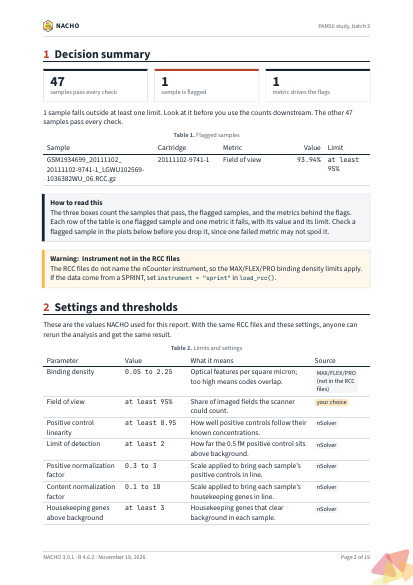 NACHO
PAM50 study, batch 3
1 Decision summary
47
samples pass every check
1
sample is flagged
1
metric drives the flags
1 sample falls outside at least one limit. Look at it before you use the counts downstream. The other 47
samples pass every check.
Table 1. Flagged samples
Sample Cartridge Metric Value Limit
GSM1934699_20111102_ 20111102-9741-1 Field of view 93.94% at least
20111102-9741-1_LGWU102569- 95%
1036382WU_06.RCC.gz
How to read this
The three boxes count the samples that pass, the flagged samples, and the metrics behind the flags.
Each row of the table is one flagged sample and one metric it fails, with its value and its limit. Check a
flagged sample in the plots below before you drop it, since one failed metric may not spoil it.
Warning: Instrument not in the RCC files
The RCC files do not name the nCounter instrument, so the MAX/FLEX/PRO binding density limits apply.
If the data come from a SPRINT, set instrument = "sprint" in load_rcc().
2 Settings and thresholds
These are the values NACHO used for this report. With the same RCC files and these settings, anyone can
rerun the analysis and get the same result.
Table 2. Limits and settings
Parameter Value What it means Source
Binding density 0.05 to 2.25 Optical features per square micron; MAX/FLEX/PRO
too high means codes overlap. (not in the RCC
files)
Field of view at least 95% Share of imaged fields the scanner your choice
could count.
Positive control at least 0.95 How well positive controls follow their nSolver
linearity known concentrations.
Limit of detection at least 2 How far the 0.5 fM positive control sits nSolver
above background.
Positive normalization 0.3 to 3 Scale applied to bring each sample's nSolver
factor positive controls in line.
Content normalization 0.1 to 10 Scale applied to bring each sample's nSolver
factor housekeeping genes in line.
Housekeeping genes at least 3 Housekeeping genes that clear nSolver
above background background in each sample.
NACHO 3.0.1 · R 4.6.2 · November 18, 2026
Page 2 of 19